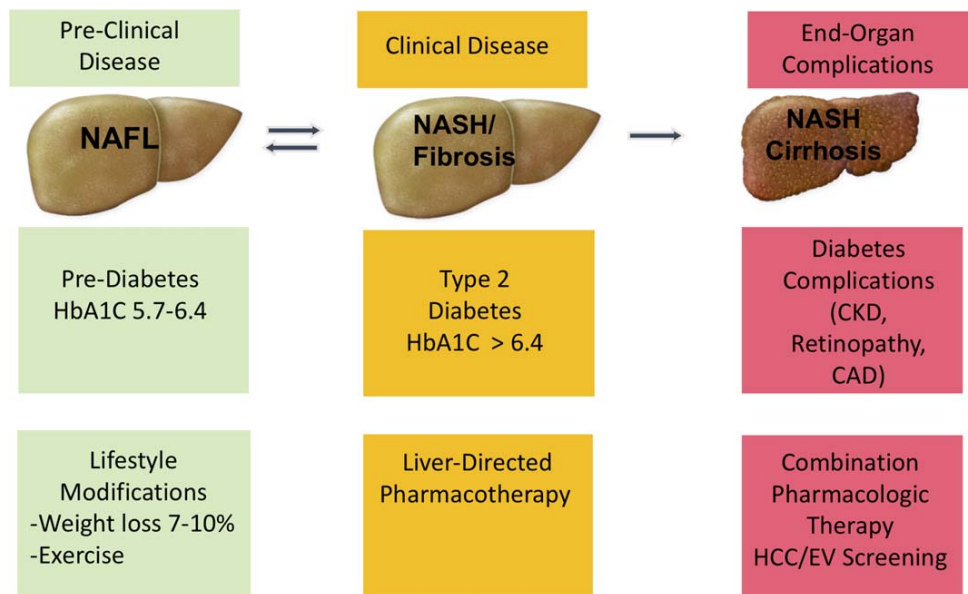 Pre-Clinical
Disease
Clinical Disease
End-Organ
Complications
NAFL
NASH/
Fibrosis
NASH
Cirrhosis
Pre-Diabetes
HbA1C 5.7-6.4
Type 2
Diabetes
HbA1C > 6.4
Diabetes
Complications
(CKD,
Retinopathy,
CAD)
Lifestyle
Modifications
-Weight loss 7-10%
-Exercise
Liver-Directed
Pharmacotherapy
Combination
Pharmacologic
Therapy
HCC/EV Screening